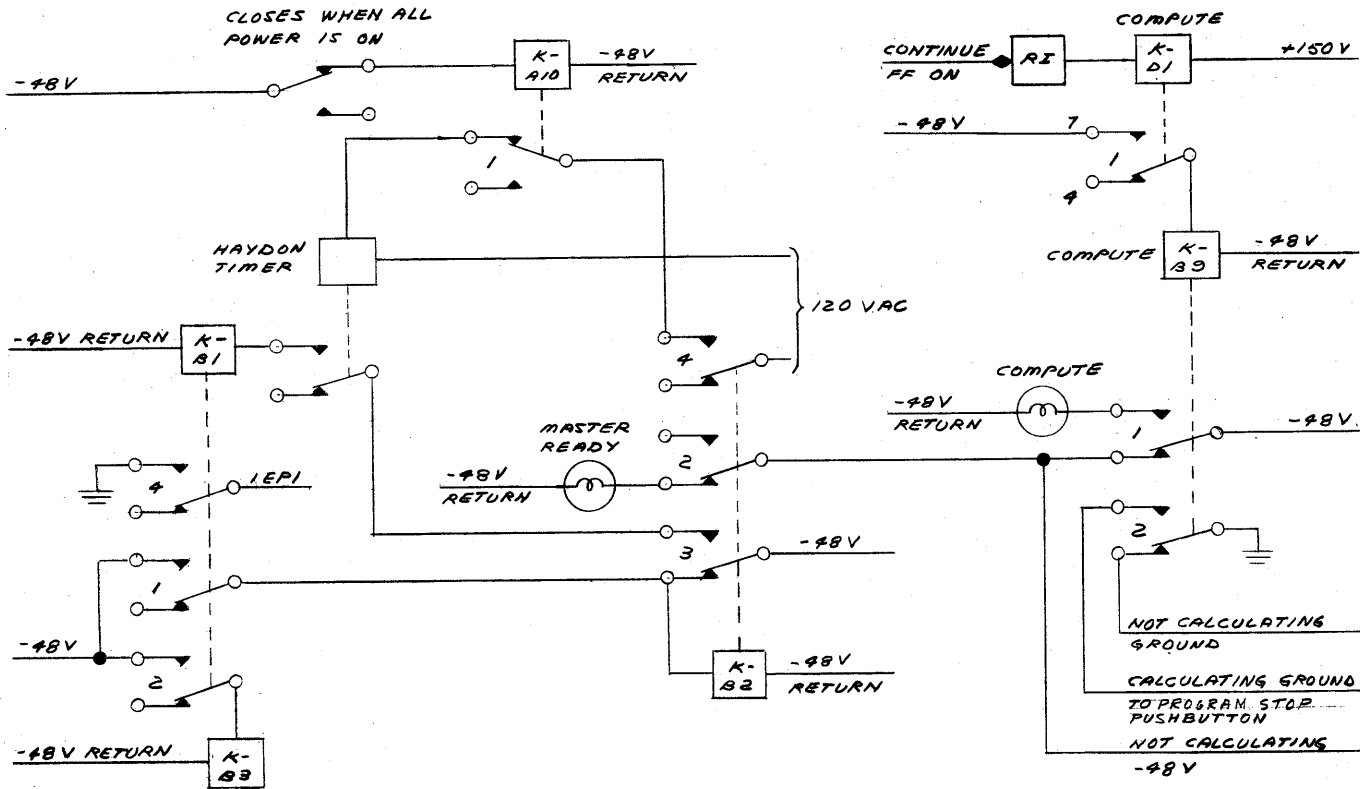 CLOSES WHEN ALL
POWER IS ON
-48V
K-
A10
-48V
RETURN
1
COMPUTE
CONTINUE
FF ON
RI
K-
D1
+150V
-48V
7
1
4
COMPUTE
K-
B9
-48V
RETURN
HAYDON
TIMER
120 VAC
-48V RETURN
K-
B1
4
MASTER
READY
-48V
RETURN
2
COMPUTE
-48V
RETURN
1
-48V
4
1EP1
3
-48V
2
1
-48V
2
K-
B2
-48V
RETURN
-48V RETURN
K-
B3
NOT CALCULATING
GROUND
CALCULATING GROUND
TO PROGRAM STOP
PUSHBUTTON
NOT CALCULATING
-48V